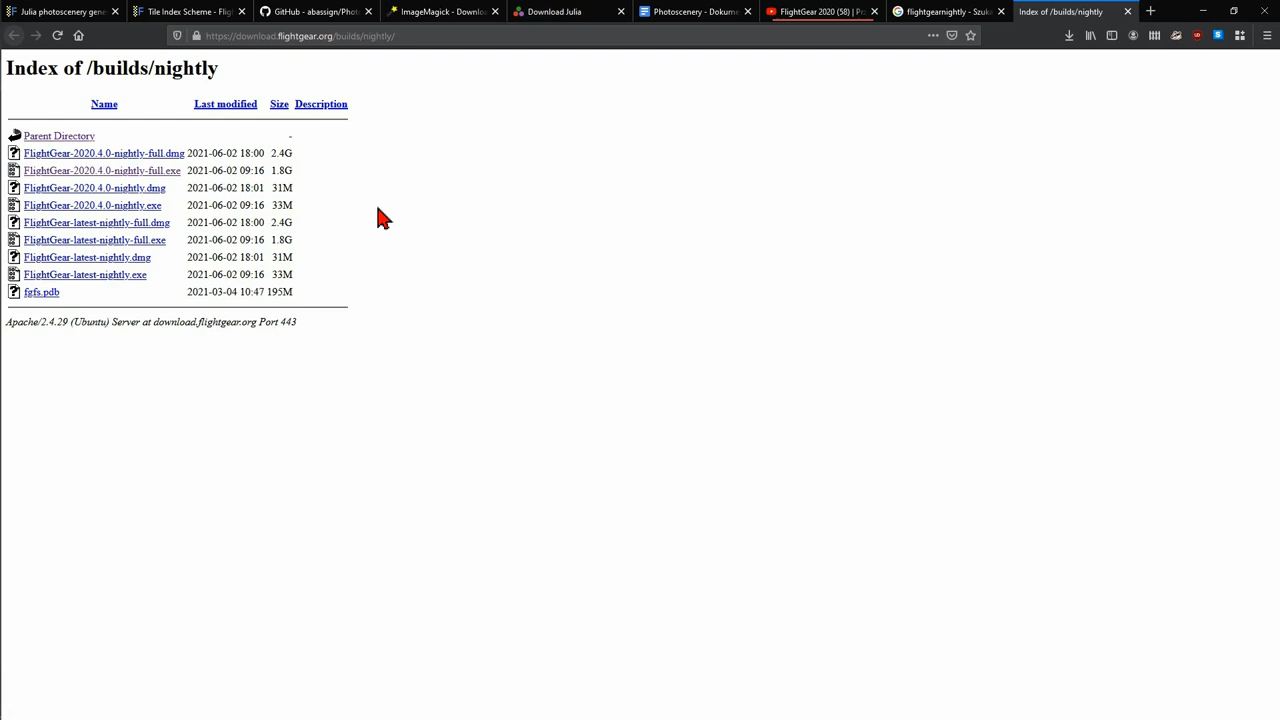 Julia photoscenery gene
Tile Index Scheme - Flight
GitHub - abassign/Photo
ImageMagick - Downloa
Download Julia
Photoscenery - Dokume
FlightGear 2020 (58) | Pr
flightgearnightly - Szuka
Index of /builds/nightly
https://download.flightgear.org/builds/nightly/
Index of /builds/nightly
Name Last modified Size Description
Parent Directory -
FlightGear-2020.4.0-nightly-full.dmg 2021-06-02 18:00 2.4G
FlightGear-2020.4.0-nightly-full.exe 2021-06-02 09:16 1.8G
FlightGear-2020.4.0-nightly.dmg 2021-06-02 18:01 31M
FlightGear-2020.4.0-nightly.exe 2021-06-02 09:16 33M
FlightGear-latest-nightly-full.dmg 2021-06-02 18:00 2.4G
FlightGear-latest-nightly-full.exe 2021-06-02 09:16 1.8G
FlightGear-latest-nightly.dmg 2021-06-02 18:01 31M
FlightGear-latest-nightly.exe 2021-06-02 09:16 33M
fgfs.pdb 2021-03-04 10:47 195M
Apache/2.4.29 (Ubuntu) Server at download.flightgear.org Port 443